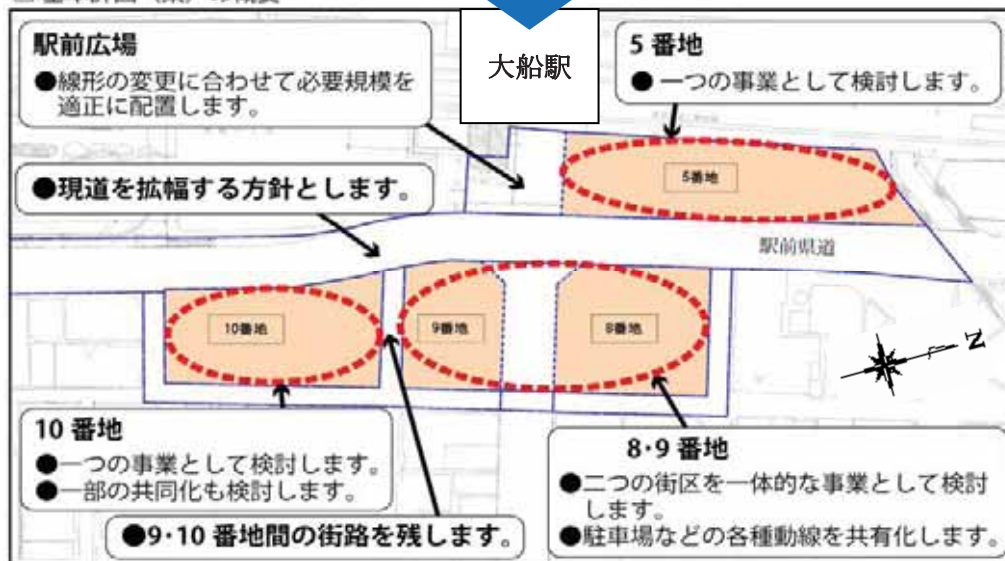 駅前広場
●線形の変更に合わせて必要規模を
適正に配置します。
大船駅
5 番地
● 一つの事業として検討します。
●現道を拡幅する方針とします。
5番地
駅前県道
10番地
9番地
8番地
N
10 番地
●一つの事業として検討します。
●一部の共同化も検討します。
●9・10 番地間の街路を残します。
8・9 番地
●二つの街区を一体的な事業として検討
します。
●駐車場などの各種動線を共有化します。